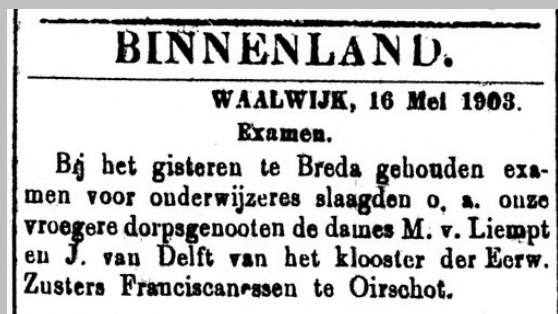 BINNENLAND.
WAALWIJK, 16 Mei 1903.
Examen.
Bij het gisteren te Breda gehouden exa-
men voor onderwijzeres slaagden o, a. onze
vroegere dorpsgenooten de dames M. v. Liempt
en J. van Delft van het klooster der Eerw.
Zusters Franciscanessen te Oirschot.